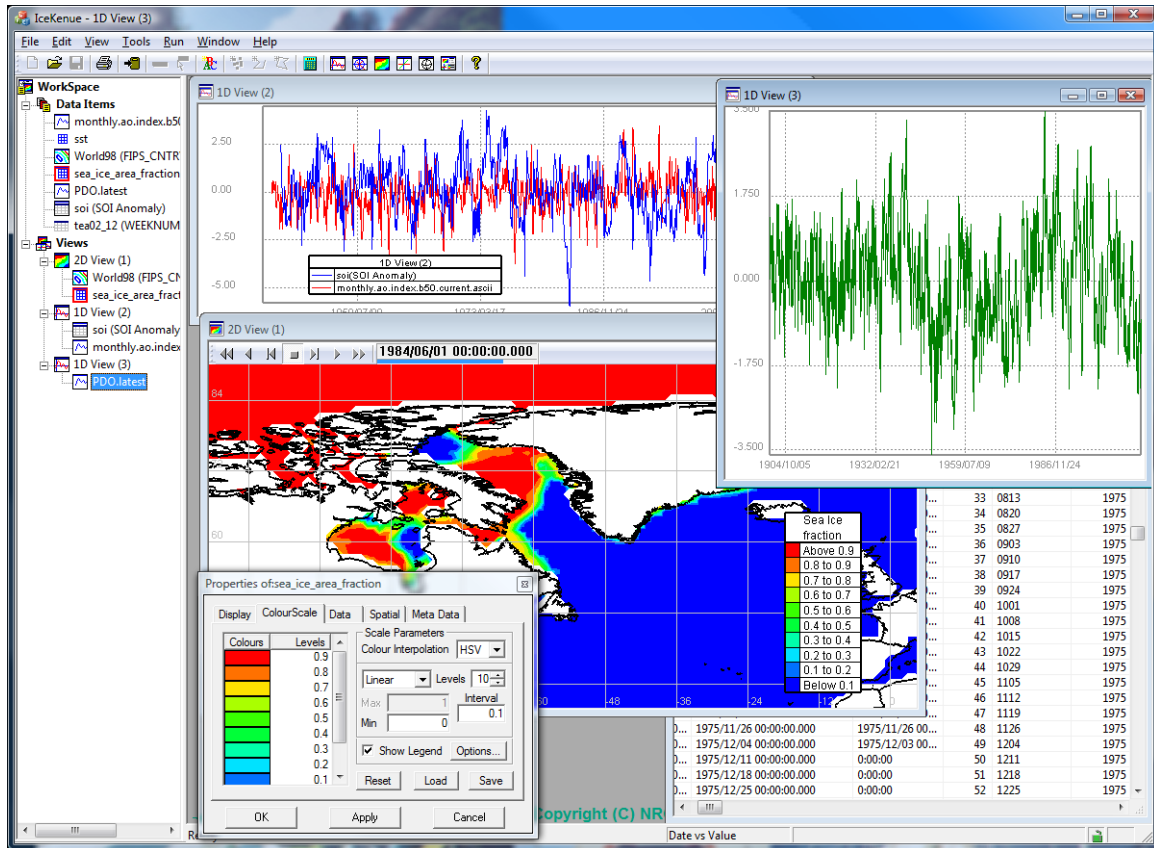 IceKenue - 1D View (3)
File Edit View Tools Run Window Help
WorkSpace
Data Items
monthly.ao.index.b50
sst
World98 (FIPS_CNTR
sea_ice_area_fraction
PDO.latest
soi (SOI Anomaly)
tea02_12 (WEEKNUM
Views
2D View (1)
World98 (FIPS_CN
sea_ice_area_fract
1D View (2)
soi (SOI Anomaly
monthly.ao.index
1D View (3)
PDO.latest
1D View (2)
2.50
0.00
-2.50
-5.00
1D View (2)
soi(SOI Anomaly)
monthly.ao.index.b50.current.ascii
1D View (3)
3.500
1.750
0.000
-1.750
-3.500
1904/10/05 1932/02/21 1959/07/09 1986/11/24
2D View (1)
1984/06/01 00:00:00.000
84
60
-48 -36 -24 -12
Sea Ice
fraction
Above 0.9
0.8 to 0.9
0.7 to 0.8
0.6 to 0.7
0.5 to 0.6
0.4 to 0.5
0.3 to 0.4
0.2 to 0.3
0.1 to 0.2
Below 0.1
33 0813 1975
34 0820 1975
35 0827 1975
36 0903 1975
37 0910 1975
38 0917 1975
39 0924 1975
40 1001 1975
41 1008 1975
42 1015 1975
43 1022 1975
44 1029 1975
45 1105 1975
46 1112 1975
47 1119 1975
0... 1975/11/26 00:00:00.000 1975/11/26 00... 48 1126 1975
0... 1975/12/04 00:00:00.000 1975/12/03 00... 49 1204 1975
0... 1975/12/11 00:00:00.000 0:00:00 50 1211 1975
0... 1975/12/18 00:00:00.000 0:00:00 51 1218 1975
0... 1975/12/25 00:00:00.000 0:00:00 52 1225 1975
Properties of:sea_ice_area_fraction
Display ColourScale Data Spatial Meta Data
Colours Levels
0.9
0.8
0.7
0.6
0.5
0.4
0.3
0.2
0.1
Scale Parameters
Colour Interpolation HSV
Linear Levels 10
Max 1 Interval
0.1
Min 0
Show Legend Options...
Reset Load Save
OK Apply Cancel
Copyright (C) NR
Date vs Value